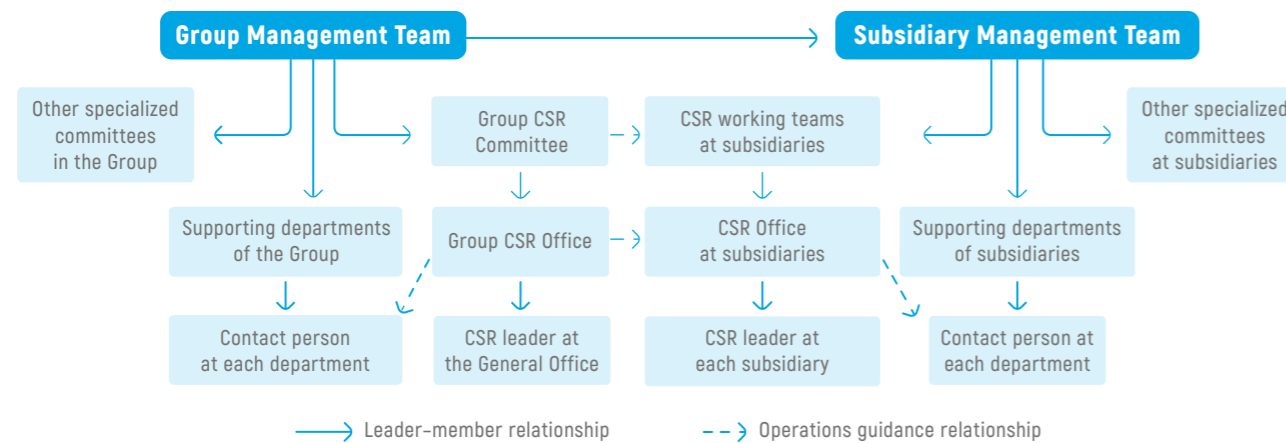 Group Management Team
Subsidiary Management Team
Other specialized
committees
in the Group
Group CSR
Committee
CSR working teams
at subsidiaries
Other specialized
committees
at subsidiaries
Supporting departments
of the Group
Group CSR Office
CSR Office
at subsidiaries
Supporting departments
of subsidiaries
Contact person
at each department
CSR leader at
the General Office
CSR leader at
each subsidiary
Contact person at
each department
Leader-member relationship
Operations guidance relationship